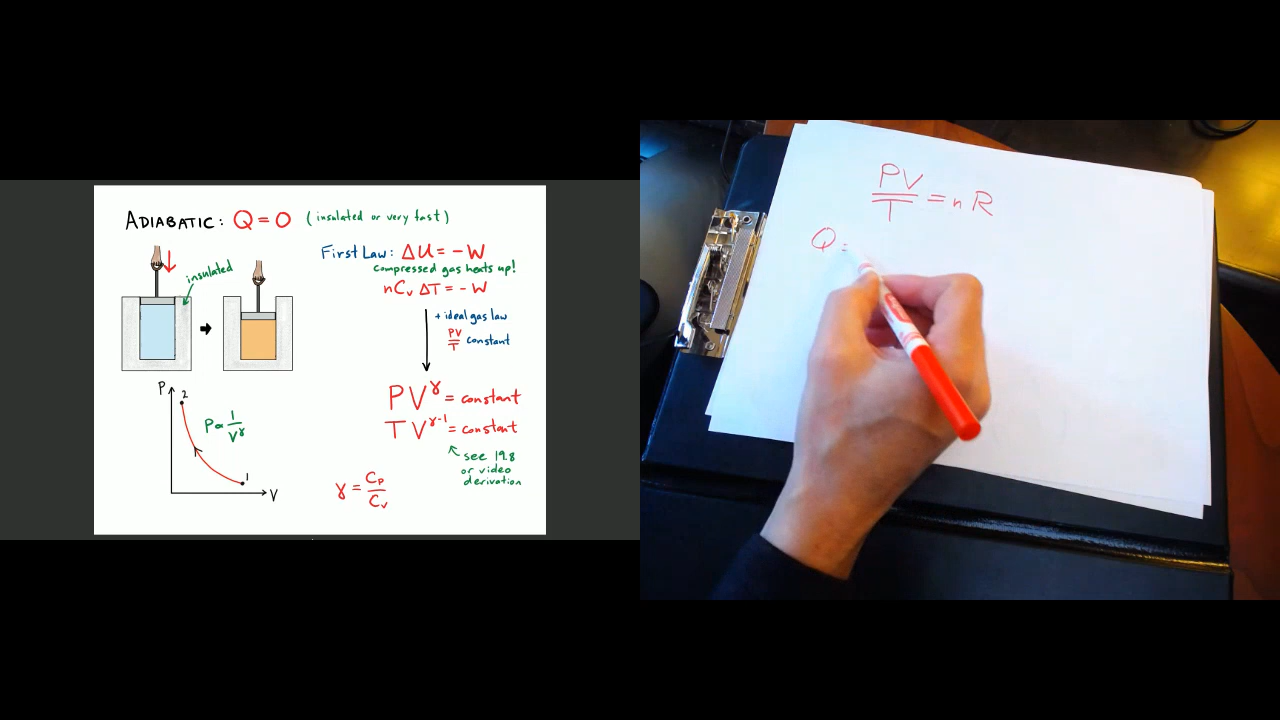 ADIABATIC: Q = 0 (insulated or very fast)
insulated
First Law: ΔU = -W
compressed gas heats up!
nCv ΔT = -W
+ ideal gas law
PV/T constant
PV^γ = constant
TV^γ-1 = constant
see 19.8
or video
derivation
P
2
P∝ 1/V^γ
1
V
γ = Cp/Cv
PV/T = nR
Q =